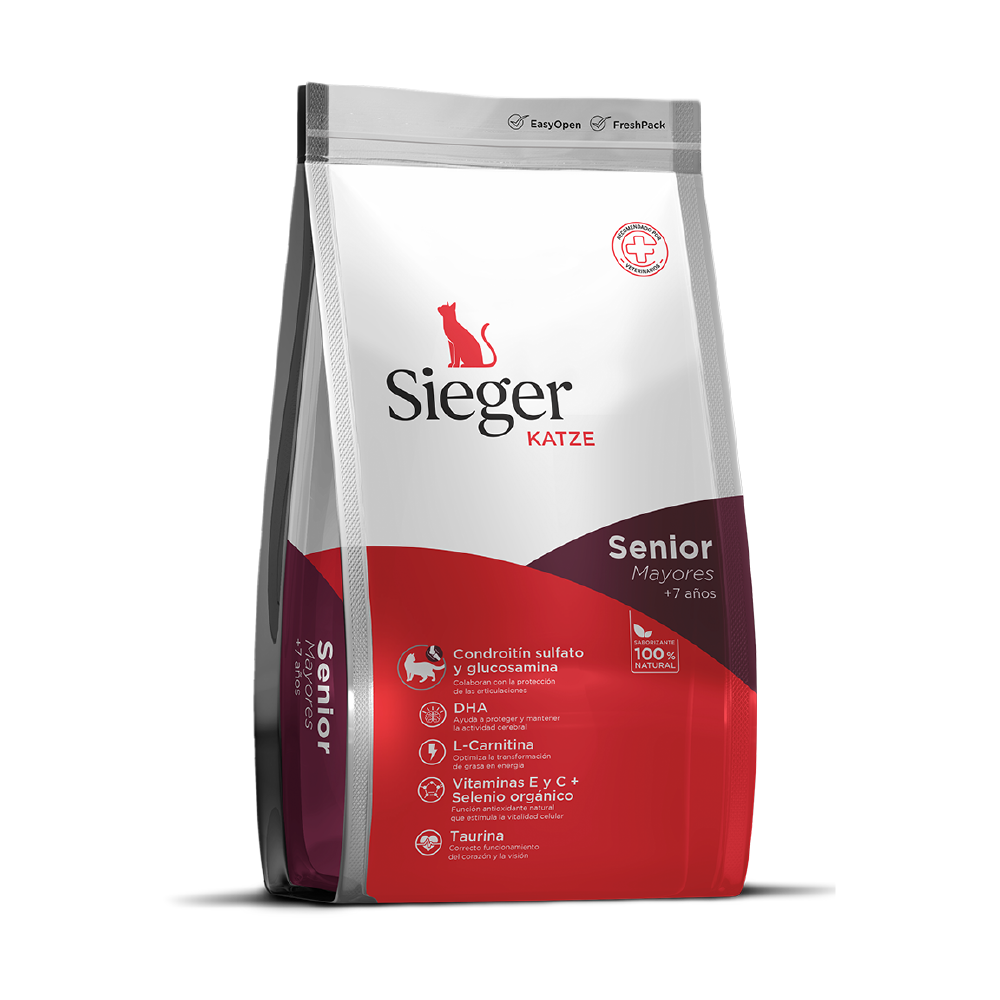 EasyOpen FreshPack
RECOMENDADO POR
VETERINARIOS
Sieger
KATZE
Senior
Mayores
+7 años
SABORIZANTE
100%
NATURAL
Condroitín sulfato
y glucosamina
Colaboran con la protección
de las articulaciones
DHA
Ayuda a proteger y mantener
la actividad cerebral
L-Carnitina
Optimiza la transformación
de grasa en energía
Vitaminas E y C +
Selenio orgánico
Función antioxidante natural
que estimula la vitalidad celular
Taurina
Correcto funcionamiento
del corazón y la visión
Senior
Mayores
+7 años